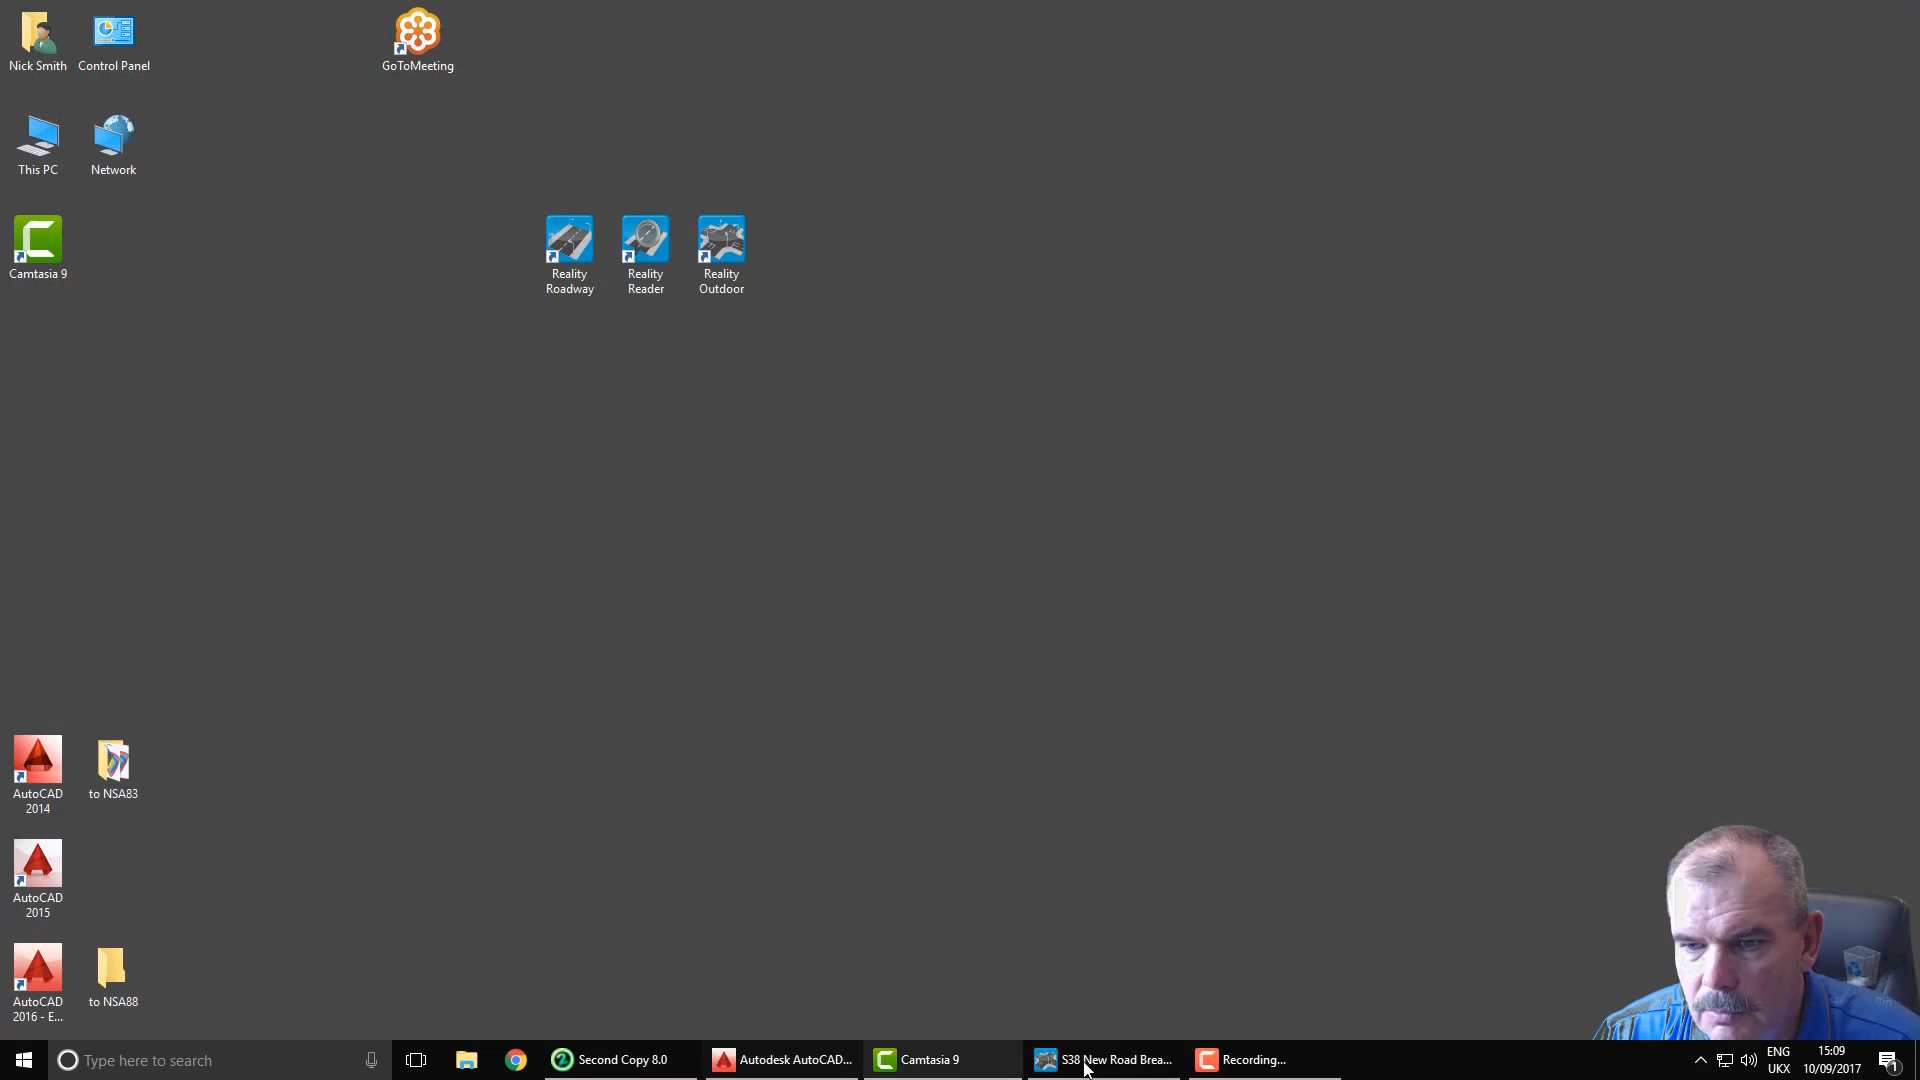 Nick Smith
Control Panel
GoToMeeting
This PC
Network
Camtasia 9
Reality
Roadway
Reality
Reader
Reality
Outdoor
AutoCAD
2014
to NSA83
AutoCAD
2015
AutoCAD
2016 - E...
to NSA88
Type here to search
Second Copy 8.0
Autodesk AutoCAD...
Camtasia 9
S38 New Road Brea...
Recording...
ENG
UKX
15:09
10/09/2017
1